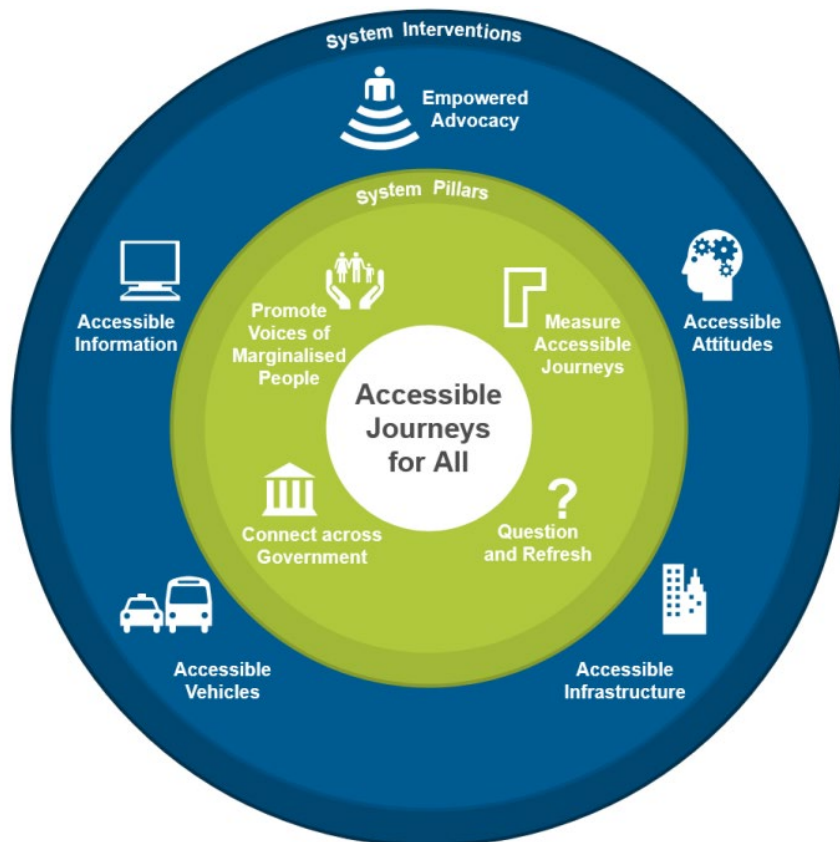 System Interventions
Empowered
Advocacy
System Pillars
Accessible
Information
Promote
Voices of
Marginalised
People
Measure
Accessible
Journeys
Accessible
Attitudes
Accessible
Journeys
for All
Connect across
Government
?
Question
and Refresh
Accessible
Vehicles
Accessible
Infrastructure